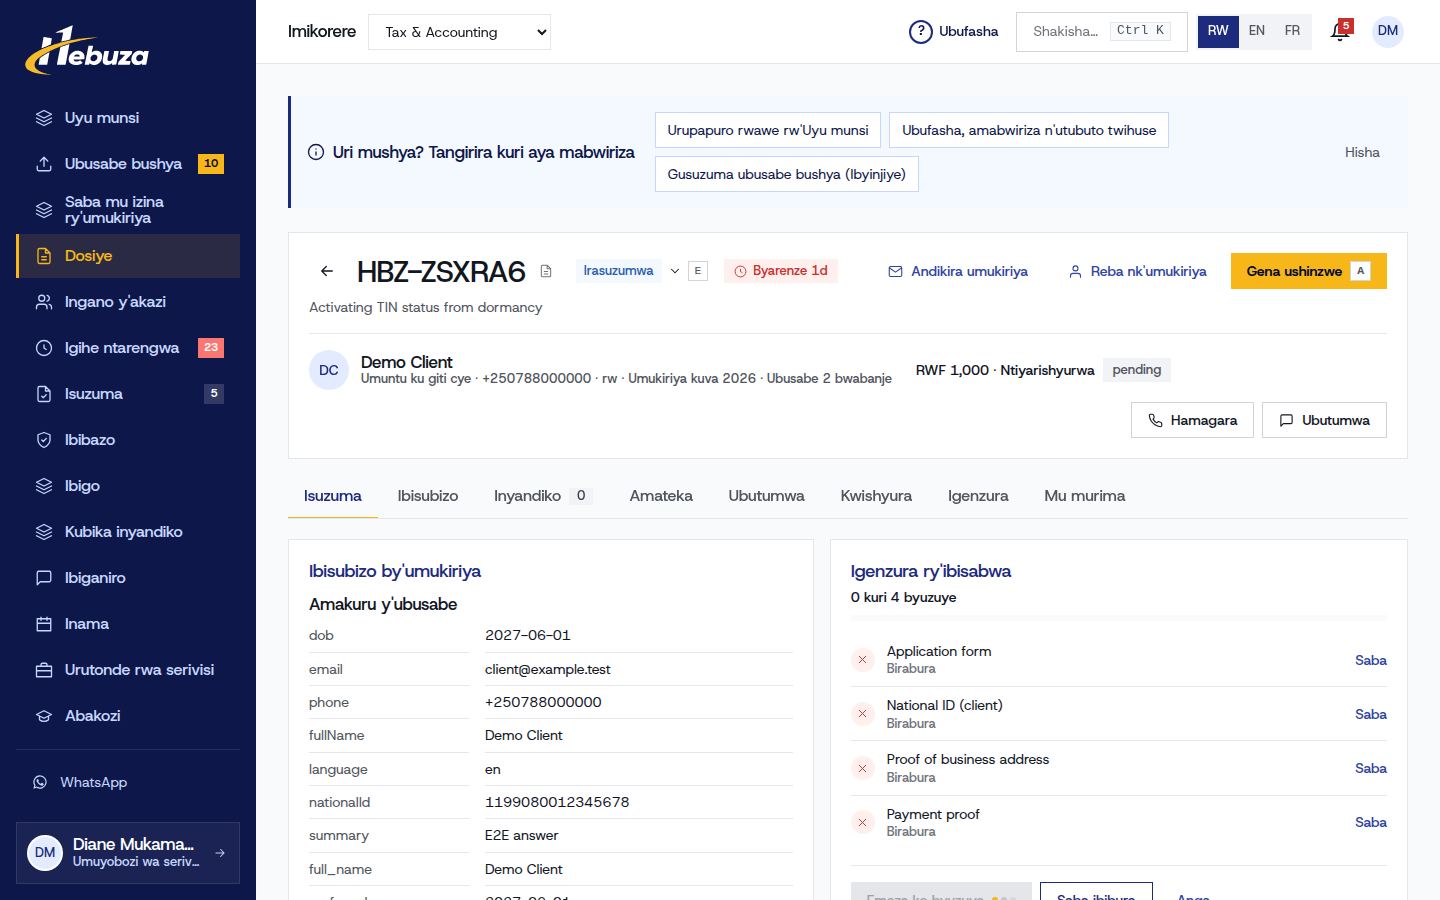 Hebuza
Imikorere
Tax & Accounting
? Ubufasha
Shakisha... Ctrl K
RW EN FR
5
DM
Uyu munsi
Ubusabe bushya 10
Saba mu izina
ry'umukiriya
Dosiye
Ingano y'akazi
Igihe ntarengwa 23
Isuzuma 5
Ibibazo
Ibigo
Kubika inyandiko
Ibiganiro
Inama
Urutonde rwa serivisi
Abakozi
WhatsApp
DM
Diane Mukama...
Umuyobozi wa seriv...
Uri mushya? Tangirira kuri aya mabwiriza
Urupapuro rwawe rw'Uyu munsi
Ubufasha, amabwiriza n'utubuto twihuse
Gusuzuma ubusabe bushya (Ibyinjiye)
Hisha
HBZ-ZSXRA6
Irasuzumwa
E
Byarenze 1d
Andikira umukiriya
Reba nk'umukiriya
Gena ushinzwe A
Activating TIN status from dormancy
DC
Demo Client
Umuntu ku giti cye · +250788000000 · rw · Umukiriya kuva 2026 · Ubusabe 2 bwabanje
RWF 1,000 · Ntiyarishyurwa pending
Hamagara
Ubutumwa
Isuzuma
Ibisubizo
Inyandiko 0
Amateka
Ubutumwa
Kwishyura
Igenzura
Mu murima
Ibisubizo by'umukiriya
Amakuru y'ubusabe
dob 2027-06-01
email client@example.test
phone +250788000000
fullName Demo Client
language en
nationalId 1199080012345678
summary E2E answer
full_name Demo Client
Igenzura ry'ibisabwa
0 kuri 4 byuzuye
Application form
Birabura
Saba
National ID (client)
Birabura
Saba
Proof of business address
Birabura
Saba
Payment proof
Birabura
Saba